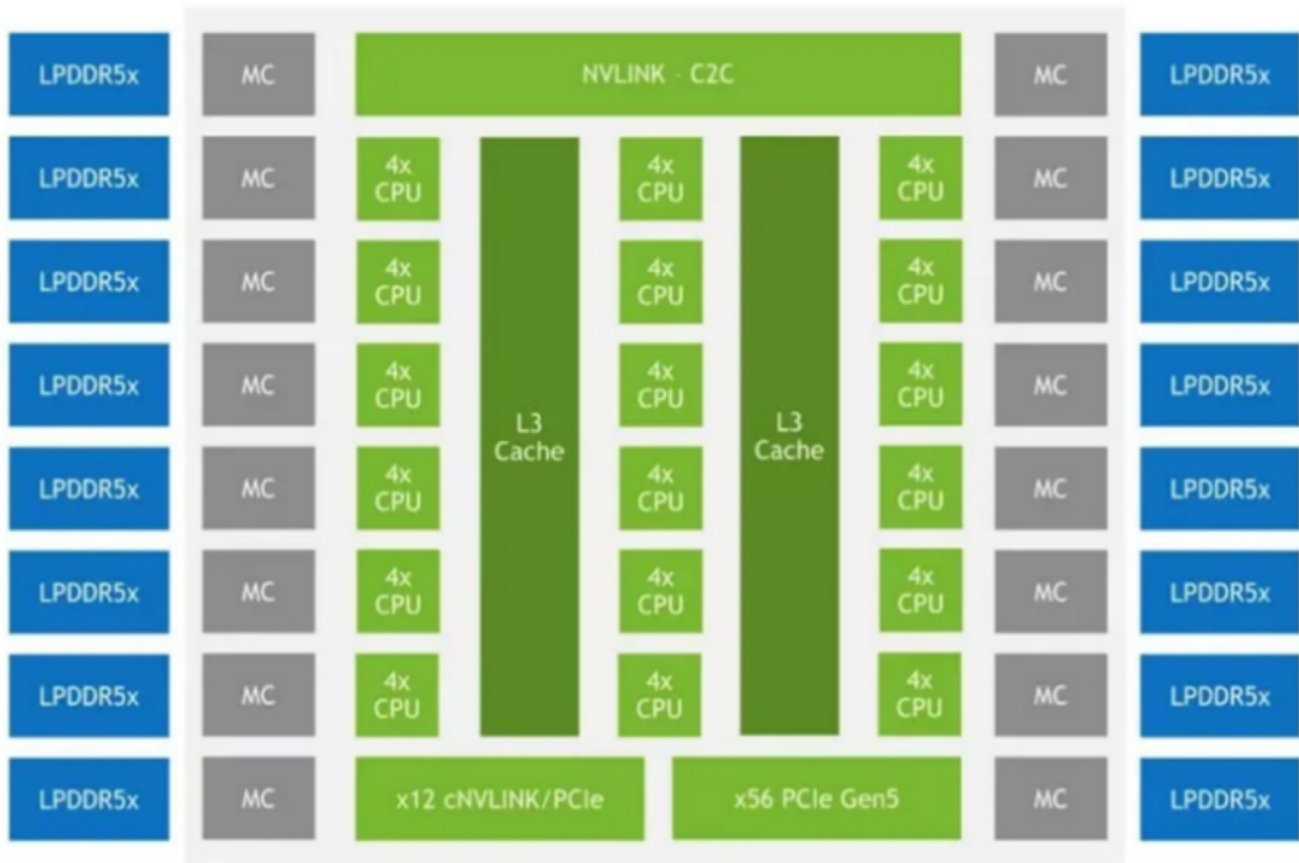 LPDDR5x MC NVLINK - C2C MC LPDDR5x
LPDDR5x MC 4x 4x 4x MC LPDDR5x
CPU CPU CPU
LPDDR5x MC 4x 4x 4x MC LPDDR5x
CPU CPU CPU
LPDDR5x MC 4x 4x 4x MC LPDDR5x
CPU CPU CPU
L3 L3
Cache Cache
LPDDR5x MC 4x 4x 4x MC LPDDR5x
CPU CPU CPU
LPDDR5x MC 4x 4x 4x MC LPDDR5x
CPU CPU CPU
LPDDR5x MC 4x 4x 4x MC LPDDR5x
CPU CPU CPU
LPDDR5x MC x12 cNVLINK/PCIe x56 PCIe Gen5 MC LPDDR5x